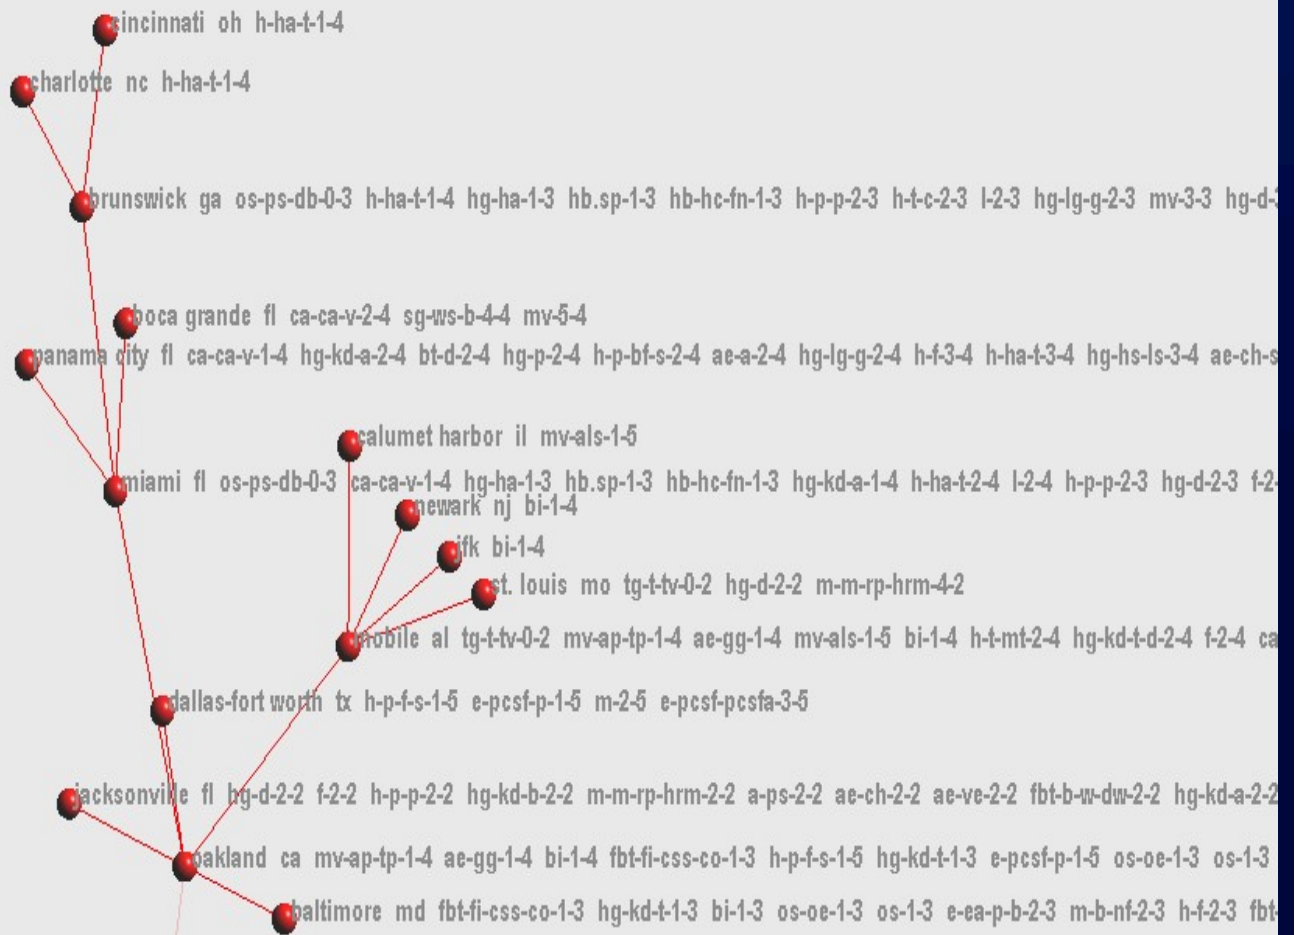 cincinnati oh h-ha-t-1-4
charlotte nc h-ha-t-1-4
brunswick ga os-ps-db-0-3 h-ha-t-1-4 hg-ha-1-3 hb.sp-1-3 hb-hc-fn-1-3 h-p-p-2-3 h-t-c-2-3 l-2-3 hg-lg-g-2-3 mv-3-3 hg-d-3
boca grande fl ca-ca-v-2-4 sg-ws-b-4-4 mv-5-4
panama city fl ca-ca-v-1-4 hg-kd-a-2-4 bt-d-2-4 hg-p-2-4 h-p-bf-s-2-4 ae-a-2-4 hg-lg-g-2-4 h-f-3-4 h-ha-t-3-4 hg-hs-ls-3-4 ae-ch-s
calumet harbor il mv-als-1-5
miami fl os-ps-db-0-3 ca-ca-v-1-4 hg-ha-1-3 hb.sp-1-3 hb-hc-fn-1-3 hg-kd-a-1-4 h-ha-t-2-4 l-2-4 h-p-p-2-3 hg-d-2-3 f-2-
newark nj bi-1-4
jfk bi-1-4
st. louis mo tg-t-tv-0-2 hg-d-2-2 m-m-rp-hrm-4-2
mobile al tg-t-tv-0-2 mv-ap-tp-1-4 ae-gg-1-4 mv-als-1-5 bi-1-4 h-t-mt-2-4 hg-kd-t-d-2-4 f-2-4 ca
dallas-fort worth tx h-p-f-s-1-5 e-pcsf-p-1-5 m-2-5 e-pcsf-pcsfa-3-5
jacksonville fl hg-d-2-2 f-2-2 h-p-p-2-2 hg-kd-b-2-2 m-m-rp-hrm-2-2 a-ps-2-2 ae-ch-2-2 ae-ve-2-2 fbt-b-w-dw-2-2 hg-kd-a-2-2
oakland ca mv-ap-tp-1-4 ae-gg-1-4 bi-1-4 fbt-fi-css-co-1-3 h-p-f-s-1-5 hg-kd-t-1-3 e-pcsf-p-1-5 os-oe-1-3 os-1-3
baltimore md fbt-fi-css-co-1-3 hg-kd-t-1-3 bi-1-3 os-oe-1-3 os-1-3 e-ea-p-b-2-3 m-b-nf-2-3 h-f-2-3 fbt-